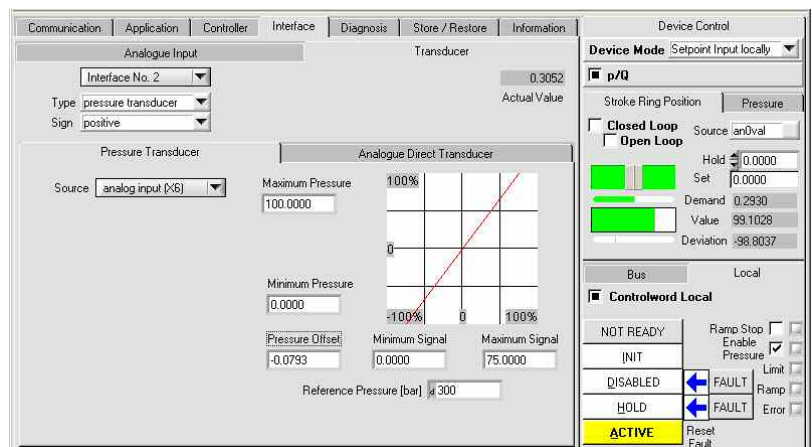 Communication Application Controller Interface Diagnosis Store / Restore Information
Analogue Input Transducer
Interface No. 2
0.3052
Type pressure transducer
Actual Value
Sign positive
Pressure Transducer Analogue Direct Transducer
Source analog input (X6)
Maximum Pressure
100.0000
100%
0
-100% 0 100%
Minimum Pressure
0.0000
Pressure Offset Minimum Signal Maximum Signal
-0.0793 0.0000 75.0000
Reference Pressure [bar] 300
Device Control
Device Mode Setpoint Input locally
p/Q
Stroke Ring Position Pressure
Closed Loop
Open Loop
Source an0val
Hold 0.0000
Set 0.0000
Demand 0.2930
Value 99.1028
Deviation -98.8037
Bus Local
Controlword Local
NOT READY
INIT
DISABLED
HOLD
ACTIVE
Ramp Stop
Enable
Pressure
Limit
FAULT Ramp
FAULT Error
Reset
Fault